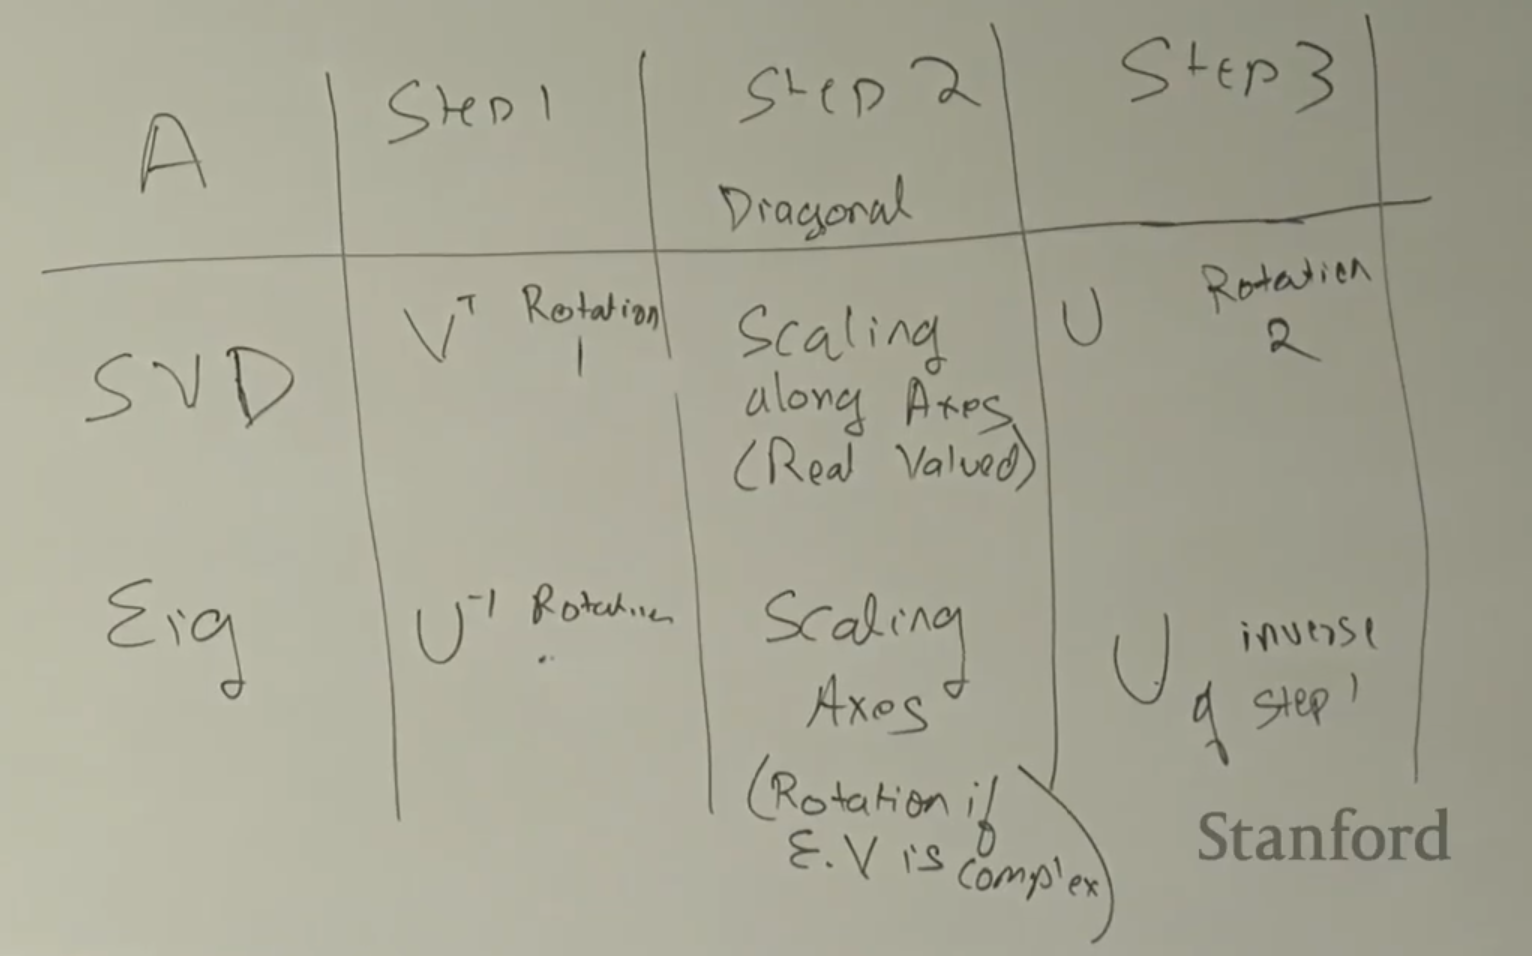 A
Step 1
Step 2
Diagonal
Step 3
SVD
Vᵀ Rotation
1
Scaling
along Axes
(Real Valued)
U Rotation
2
Eig
U⁻¹ Rotation
Scaling
Axes
(Rotation if
E.V is complex)
U inverse
of step 1
Stanford